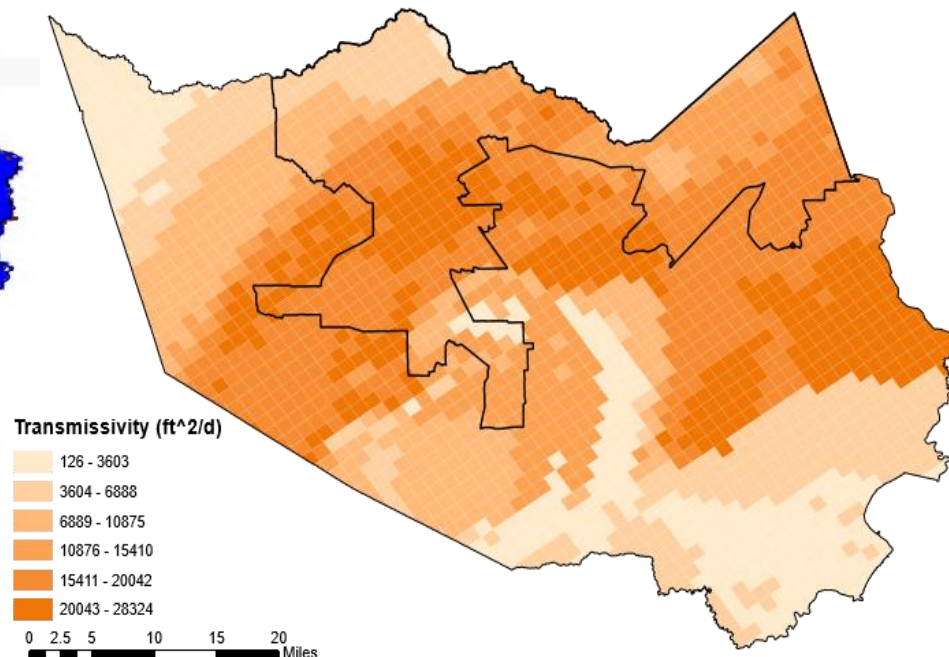 Transmissivity (ft^2/d)
126 - 3603
3604 - 6888
6889 - 10875
10876 - 15410
15411 - 20042
20043 - 28324
0 2.5 5 10 15 20
Miles